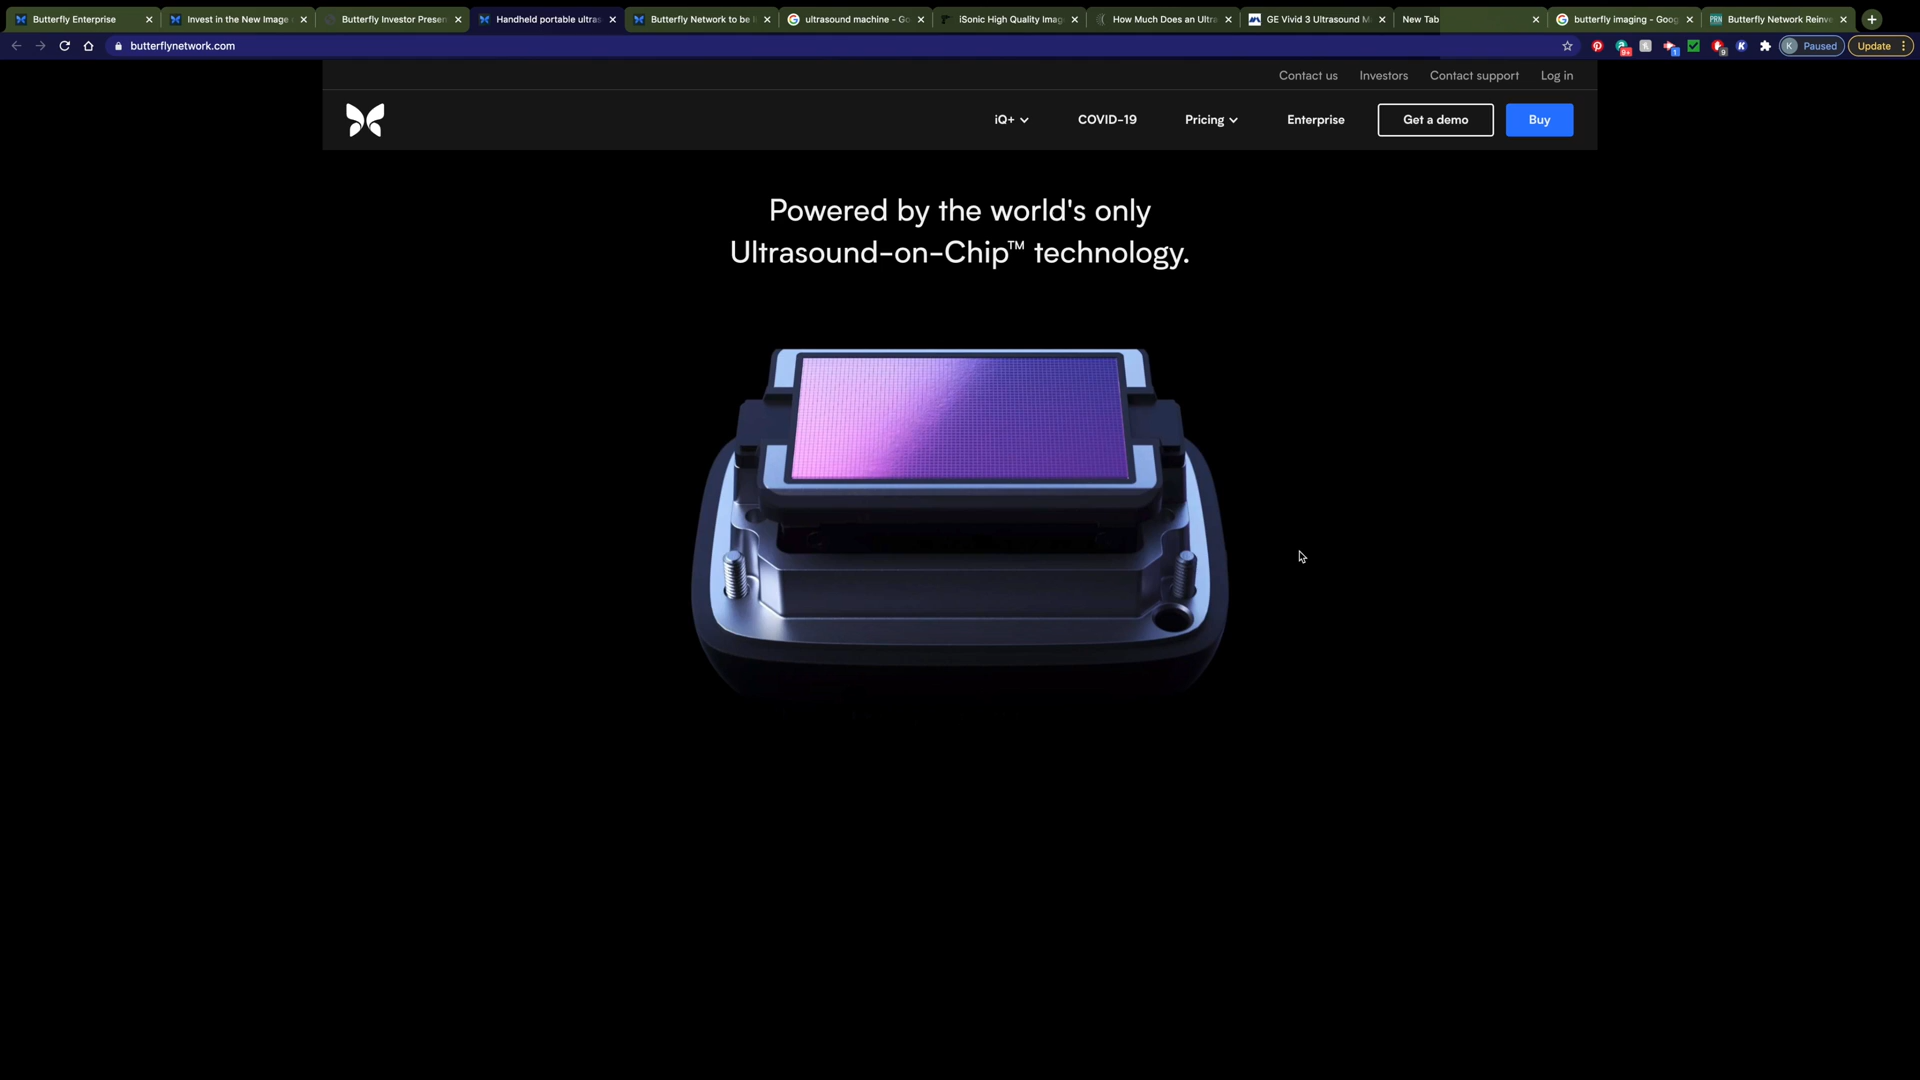 Butterfly Enterprise
Invest in the New Image
Butterfly Investor Presen
Handheld portable ultras
Butterfly Network to be l
ultrasound machine - Go
iSonic High Quality Imag
How Much Does an Ultra
GE Vivid 3 Ultrasound M
New Tab
butterfly imaging - Goog
Butterfly Network Reinve
butterflynetwork.com
9+
1
9
K
Paused
Update
Contact us
Investors
Contact support
Log in
iQ+
COVID-19
Pricing
Enterprise
Get a demo
Buy
Powered by the world's only
Ultrasound-on-Chip™ technology.